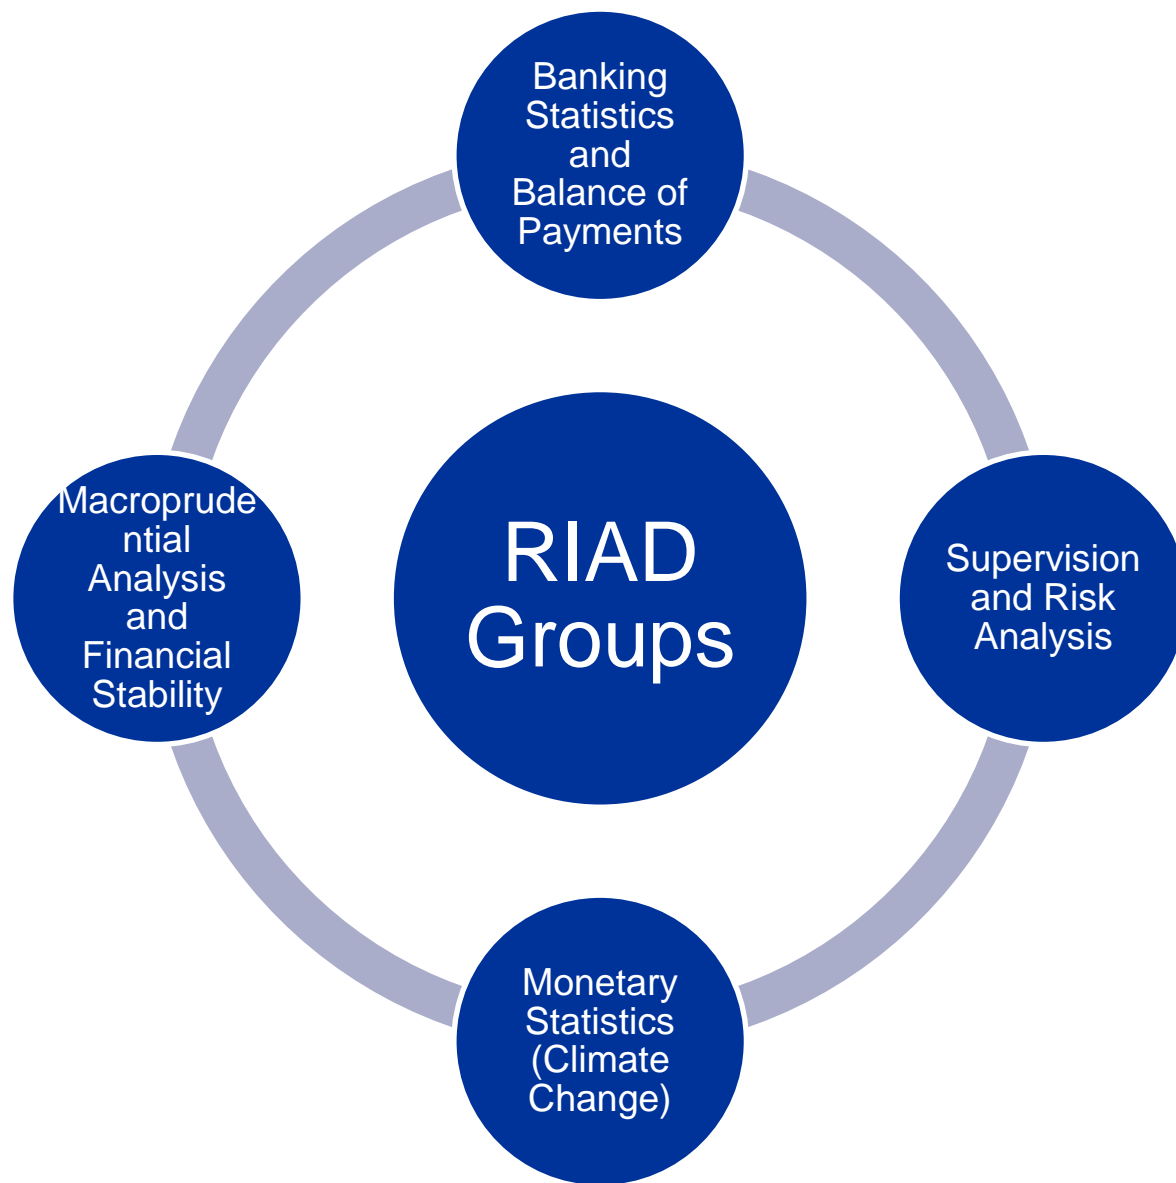 Banking
Statistics
and
Balance of
Payments
Macroprude
ntial
Analysis
and
Financial
Stability
RIAD
Groups
Supervision
and Risk
Analysis
Monetary
Statistics
(Climate
Change)